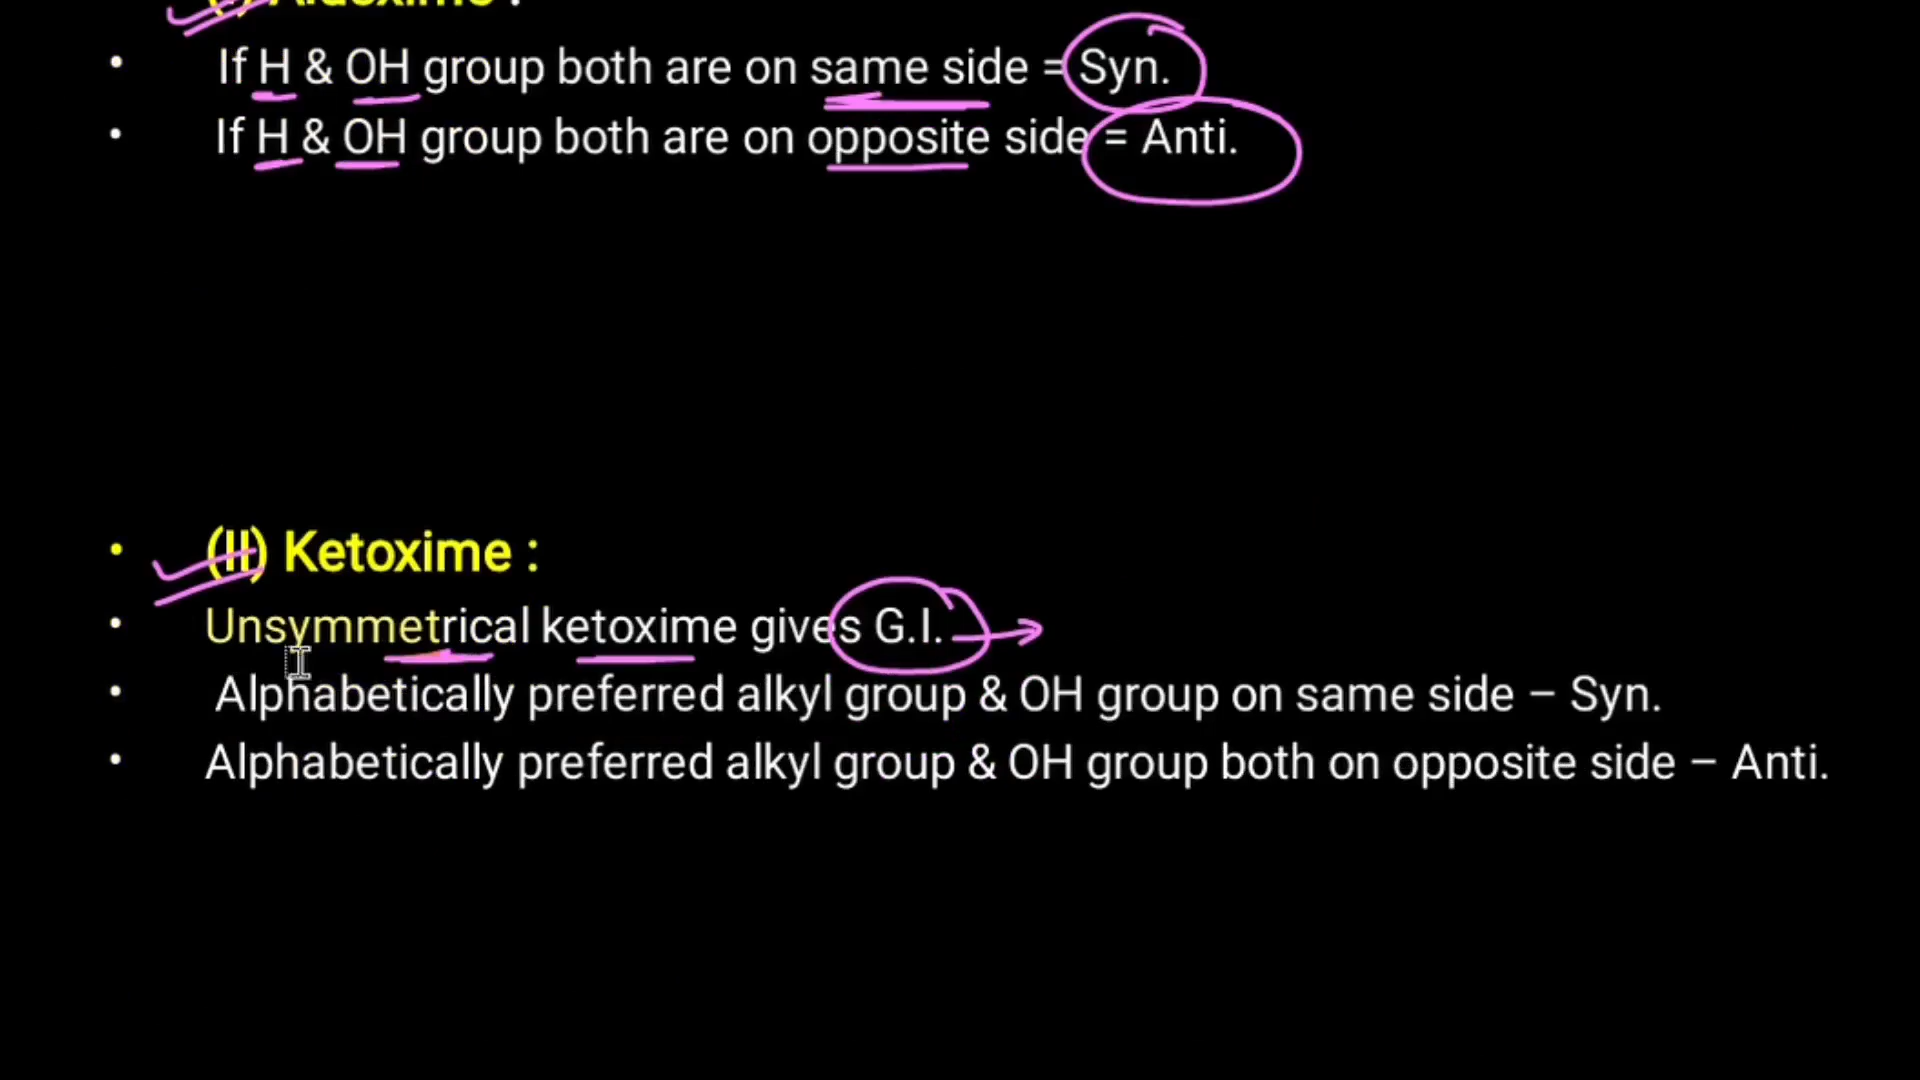 (I) Aldoxime :
• If H & OH group both are on same side = Syn.
• If H & OH group both are on opposite side = Anti.
• (II) Ketoxime :
• Unsymmetrical ketoxime gives G.I.
• Alphabetically preferred alkyl group & OH group on same side – Syn.
• Alphabetically preferred alkyl group & OH group both on opposite side – Anti.